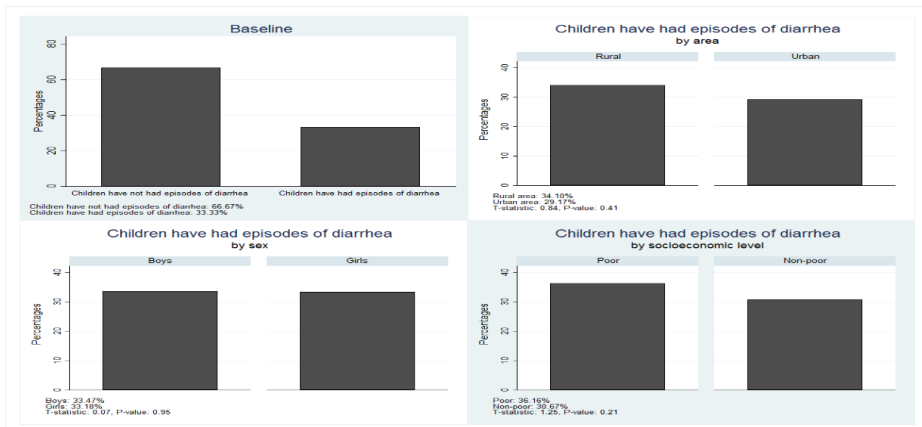 Baseline
Percentages
80
60
40
20
0
Children have not had episodes of diarrhea
Children have had episodes of diarrhea
Children have not had episodes of diarrhea: 66.67%
Children have had episodes of diarrhea: 33.33%
Children have had episodes of diarrhea
by area
Rural
Urban
Percentages
40
30
20
10
0
Rural area: 34.10%
Urban area: 29.17%
T-statistic: 0.84, P-value: 0.41
Children have had episodes of diarrhea
by sex
Boys
Girls
Percentages
40
30
20
10
0
Boys: 33.47%
Girls: 33.18%
T-statistic: 0.07, P-value: 0.95
Children have had episodes of diarrhea
by socioeconomic level
Poor
Non-poor
Percentages
40
30
20
10
0
Poor: 36.16%
Non-poor: 30.67%
T-statistic: 1.25, P-value: 0.21